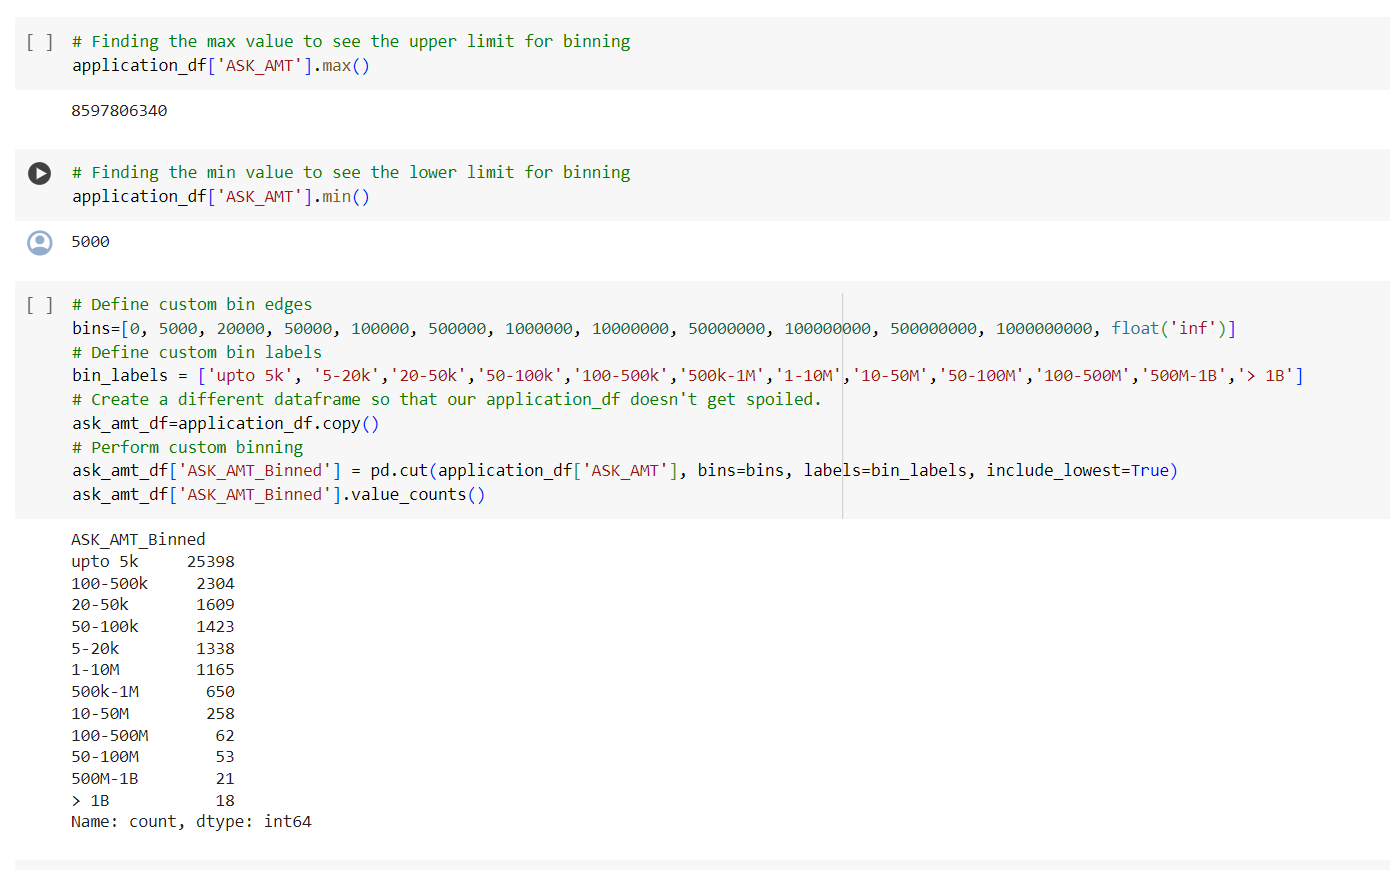 [ ] # Finding the max value to see the upper limit for binning
application_df['ASK_AMT'].max()
8597806340
# Finding the min value to see the lower limit for binning
application_df['ASK_AMT'].min()
5000
[ ] # Define custom bin edges
bins=[0, 5000, 20000, 50000, 100000, 500000, 1000000, 10000000, 50000000, 100000000, 500000000, 1000000000, float('inf')]
# Define custom bin labels
bin_labels = ['upto 5k', '5-20k','20-50k','50-100k','100-500k','500k-1M','1-10M','10-50M','50-100M','100-500M','500M-1B','> 1B']
# Create a different dataframe so that our application_df doesn't get spoiled.
ask_amt_df=application_df.copy()
# Perform custom binning
ask_amt_df['ASK_AMT_Binned'] = pd.cut(application_df['ASK_AMT'], bins=bins, labels=bin_labels, include_lowest=True)
ask_amt_df['ASK_AMT_Binned'].value_counts()
ASK_AMT_Binned
upto 5k 25398
100-500k 2304
20-50k 1609
50-100k 1423
5-20k 1338
1-10M 1165
500k-1M 650
10-50M 258
100-500M 62
50-100M 53
500M-1B 21
> 1B 18
Name: count, dtype: int64